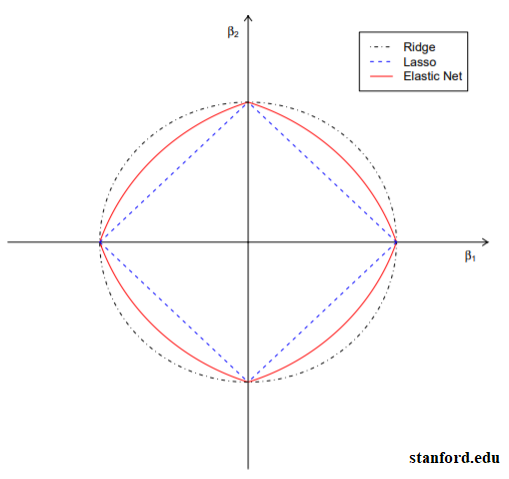 β₂
Ridge
Lasso
Elastic Net
β₁
stanford.edu